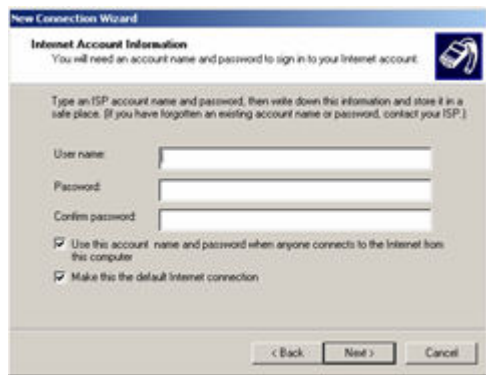 New Connection Wizard
Internet Account Information
You will need an account name and password to sign in to your Internet account.
Type an ISP account name and password, then write down this information and store it in a
safe place. (If you have forgotten an existing account name or password, contact your ISP.)
User name:
Password:
Confirm password:
Use this account name and password when anyone connects to the Internet from
this computer
Make this the default Internet connection
< Back
Next >
Cancel